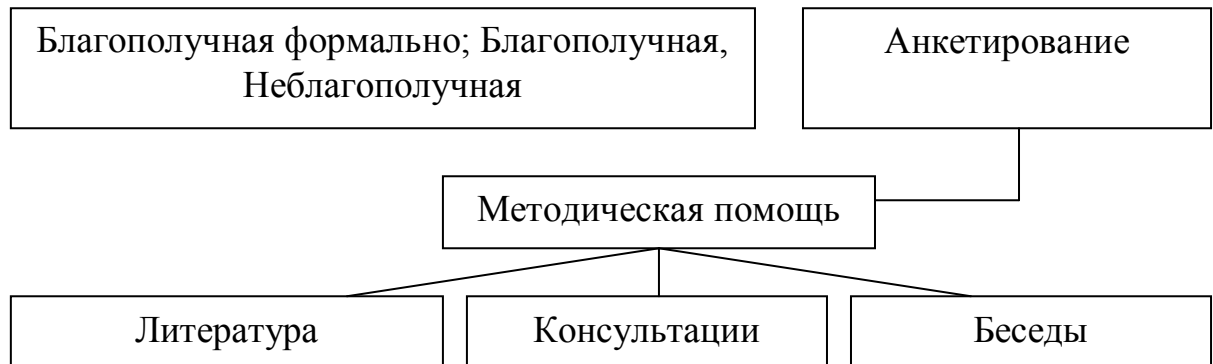 Благополучная формально; Благополучная,
Неблагополучная
Анкетирование
Методическая помощь
Литература
Консультации
Беседы